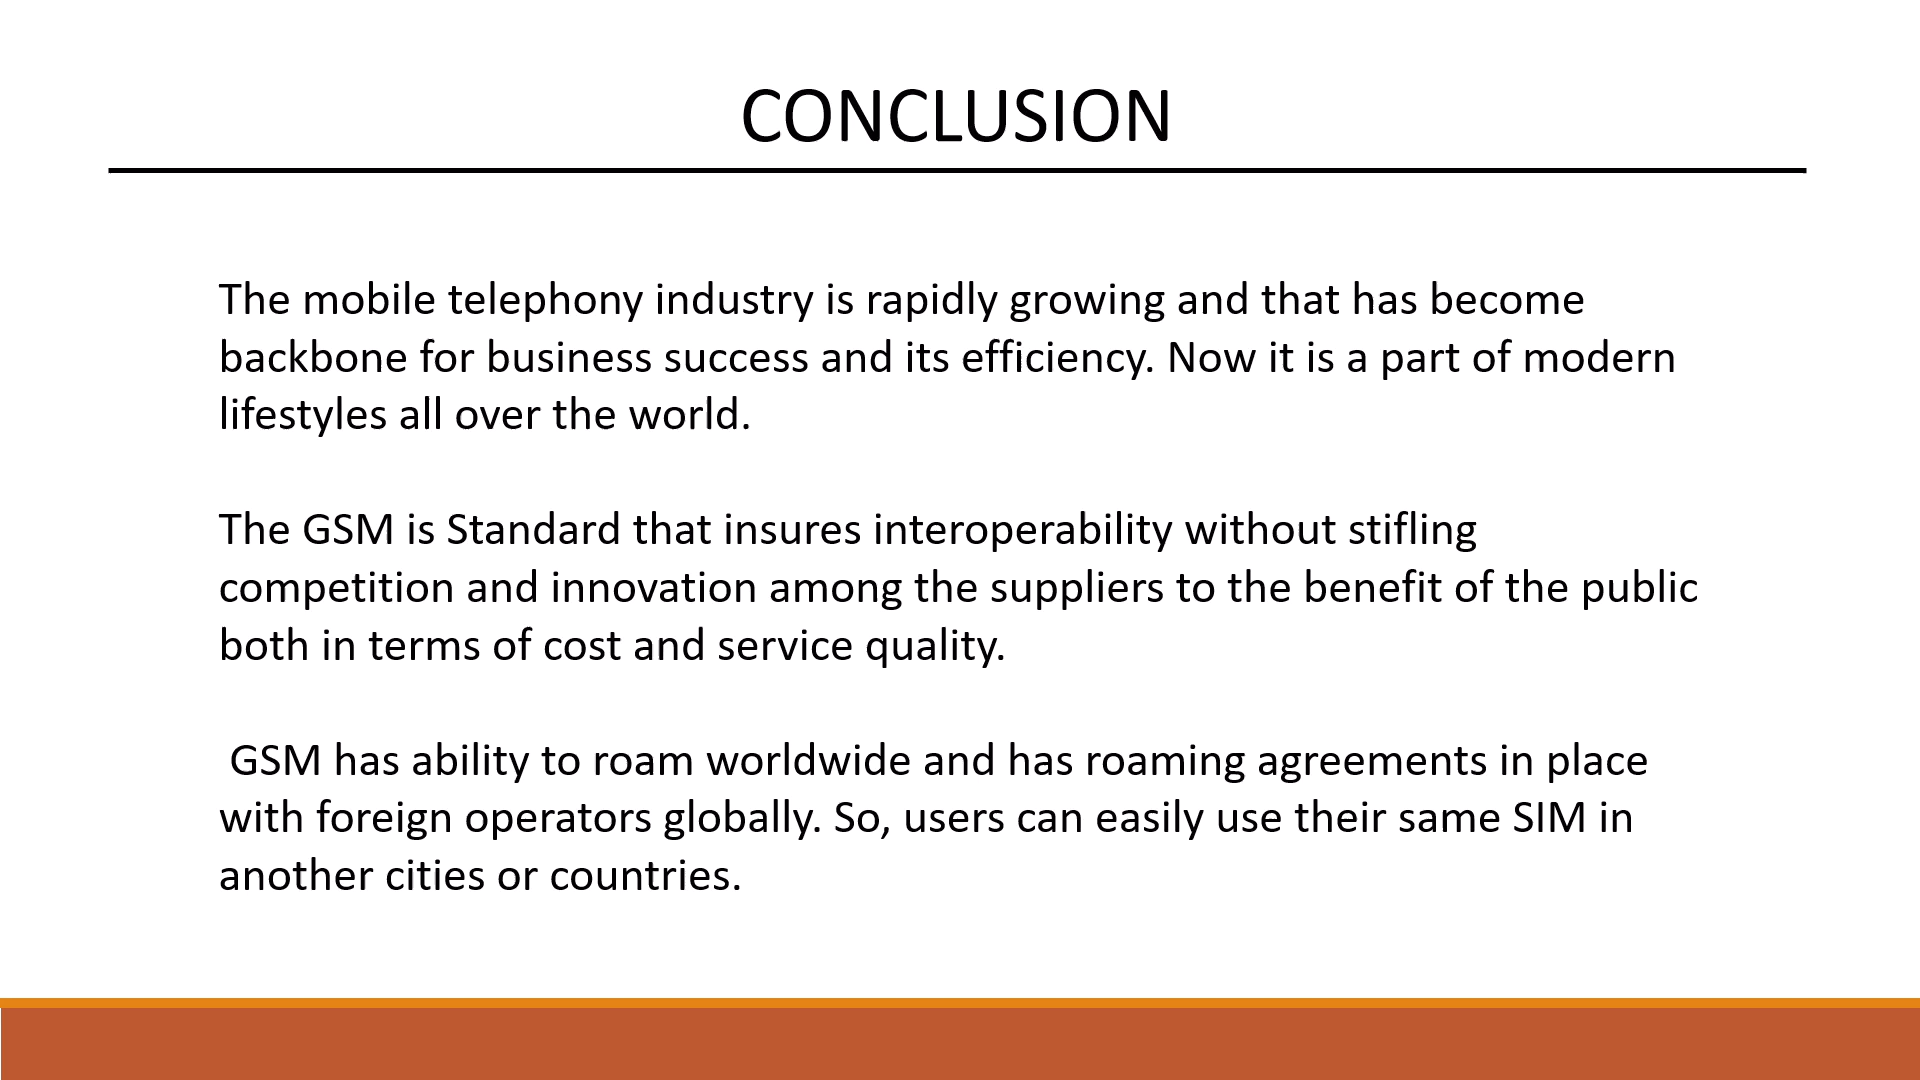 CONCLUSION
The mobile telephony industry is rapidly growing and that has become
backbone for business success and its efficiency. Now it is a part of modern
lifestyles all over the world.
The GSM is Standard that insures interoperability without stifling
competition and innovation among the suppliers to the benefit of the public
both in terms of cost and service quality.
GSM has ability to roam worldwide and has roaming agreements in place
with foreign operators globally. So, users can easily use their same SIM in
another cities or countries.